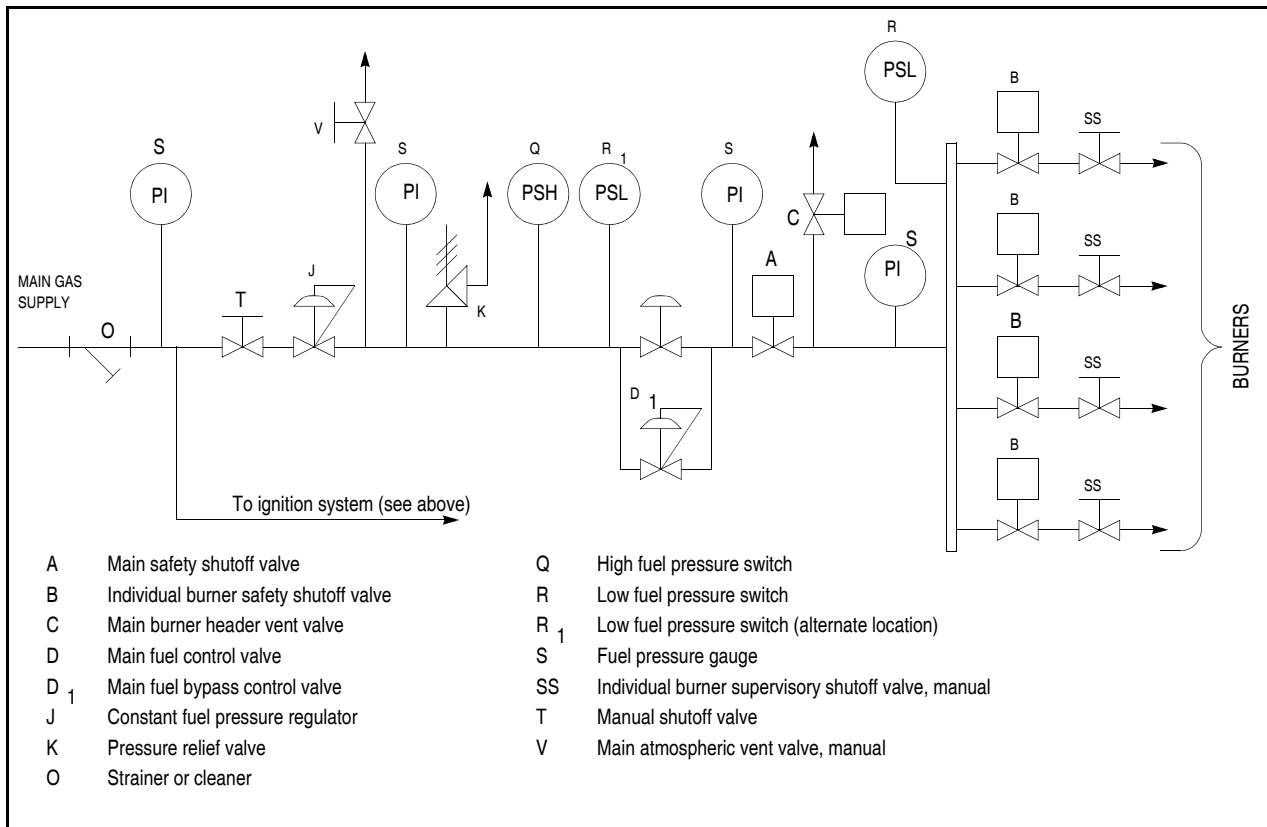 R
PSL
B
SS
V
S
PI
S
PI
Q
PSH
R 1
PSL
S
PI
C
B
SS
S
PI
A
MAIN GAS
SUPPLY
J
T
O
K
B
SS
D 1
BURNERS
B
SS
To ignition system (see above)
A Main safety shutoff valve
B Individual burner safety shutoff valve
C Main burner header vent valve
D Main fuel control valve
D 1 Main fuel bypass control valve
J Constant fuel pressure regulator
K Pressure relief valve
O Strainer or cleaner
Q High fuel pressure switch
R Low fuel pressure switch
R 1 Low fuel pressure switch (alternate location)
S Fuel pressure gauge
SS Individual burner supervisory shutoff valve, manual
T Manual shutoff valve
V Main atmospheric vent valve, manual